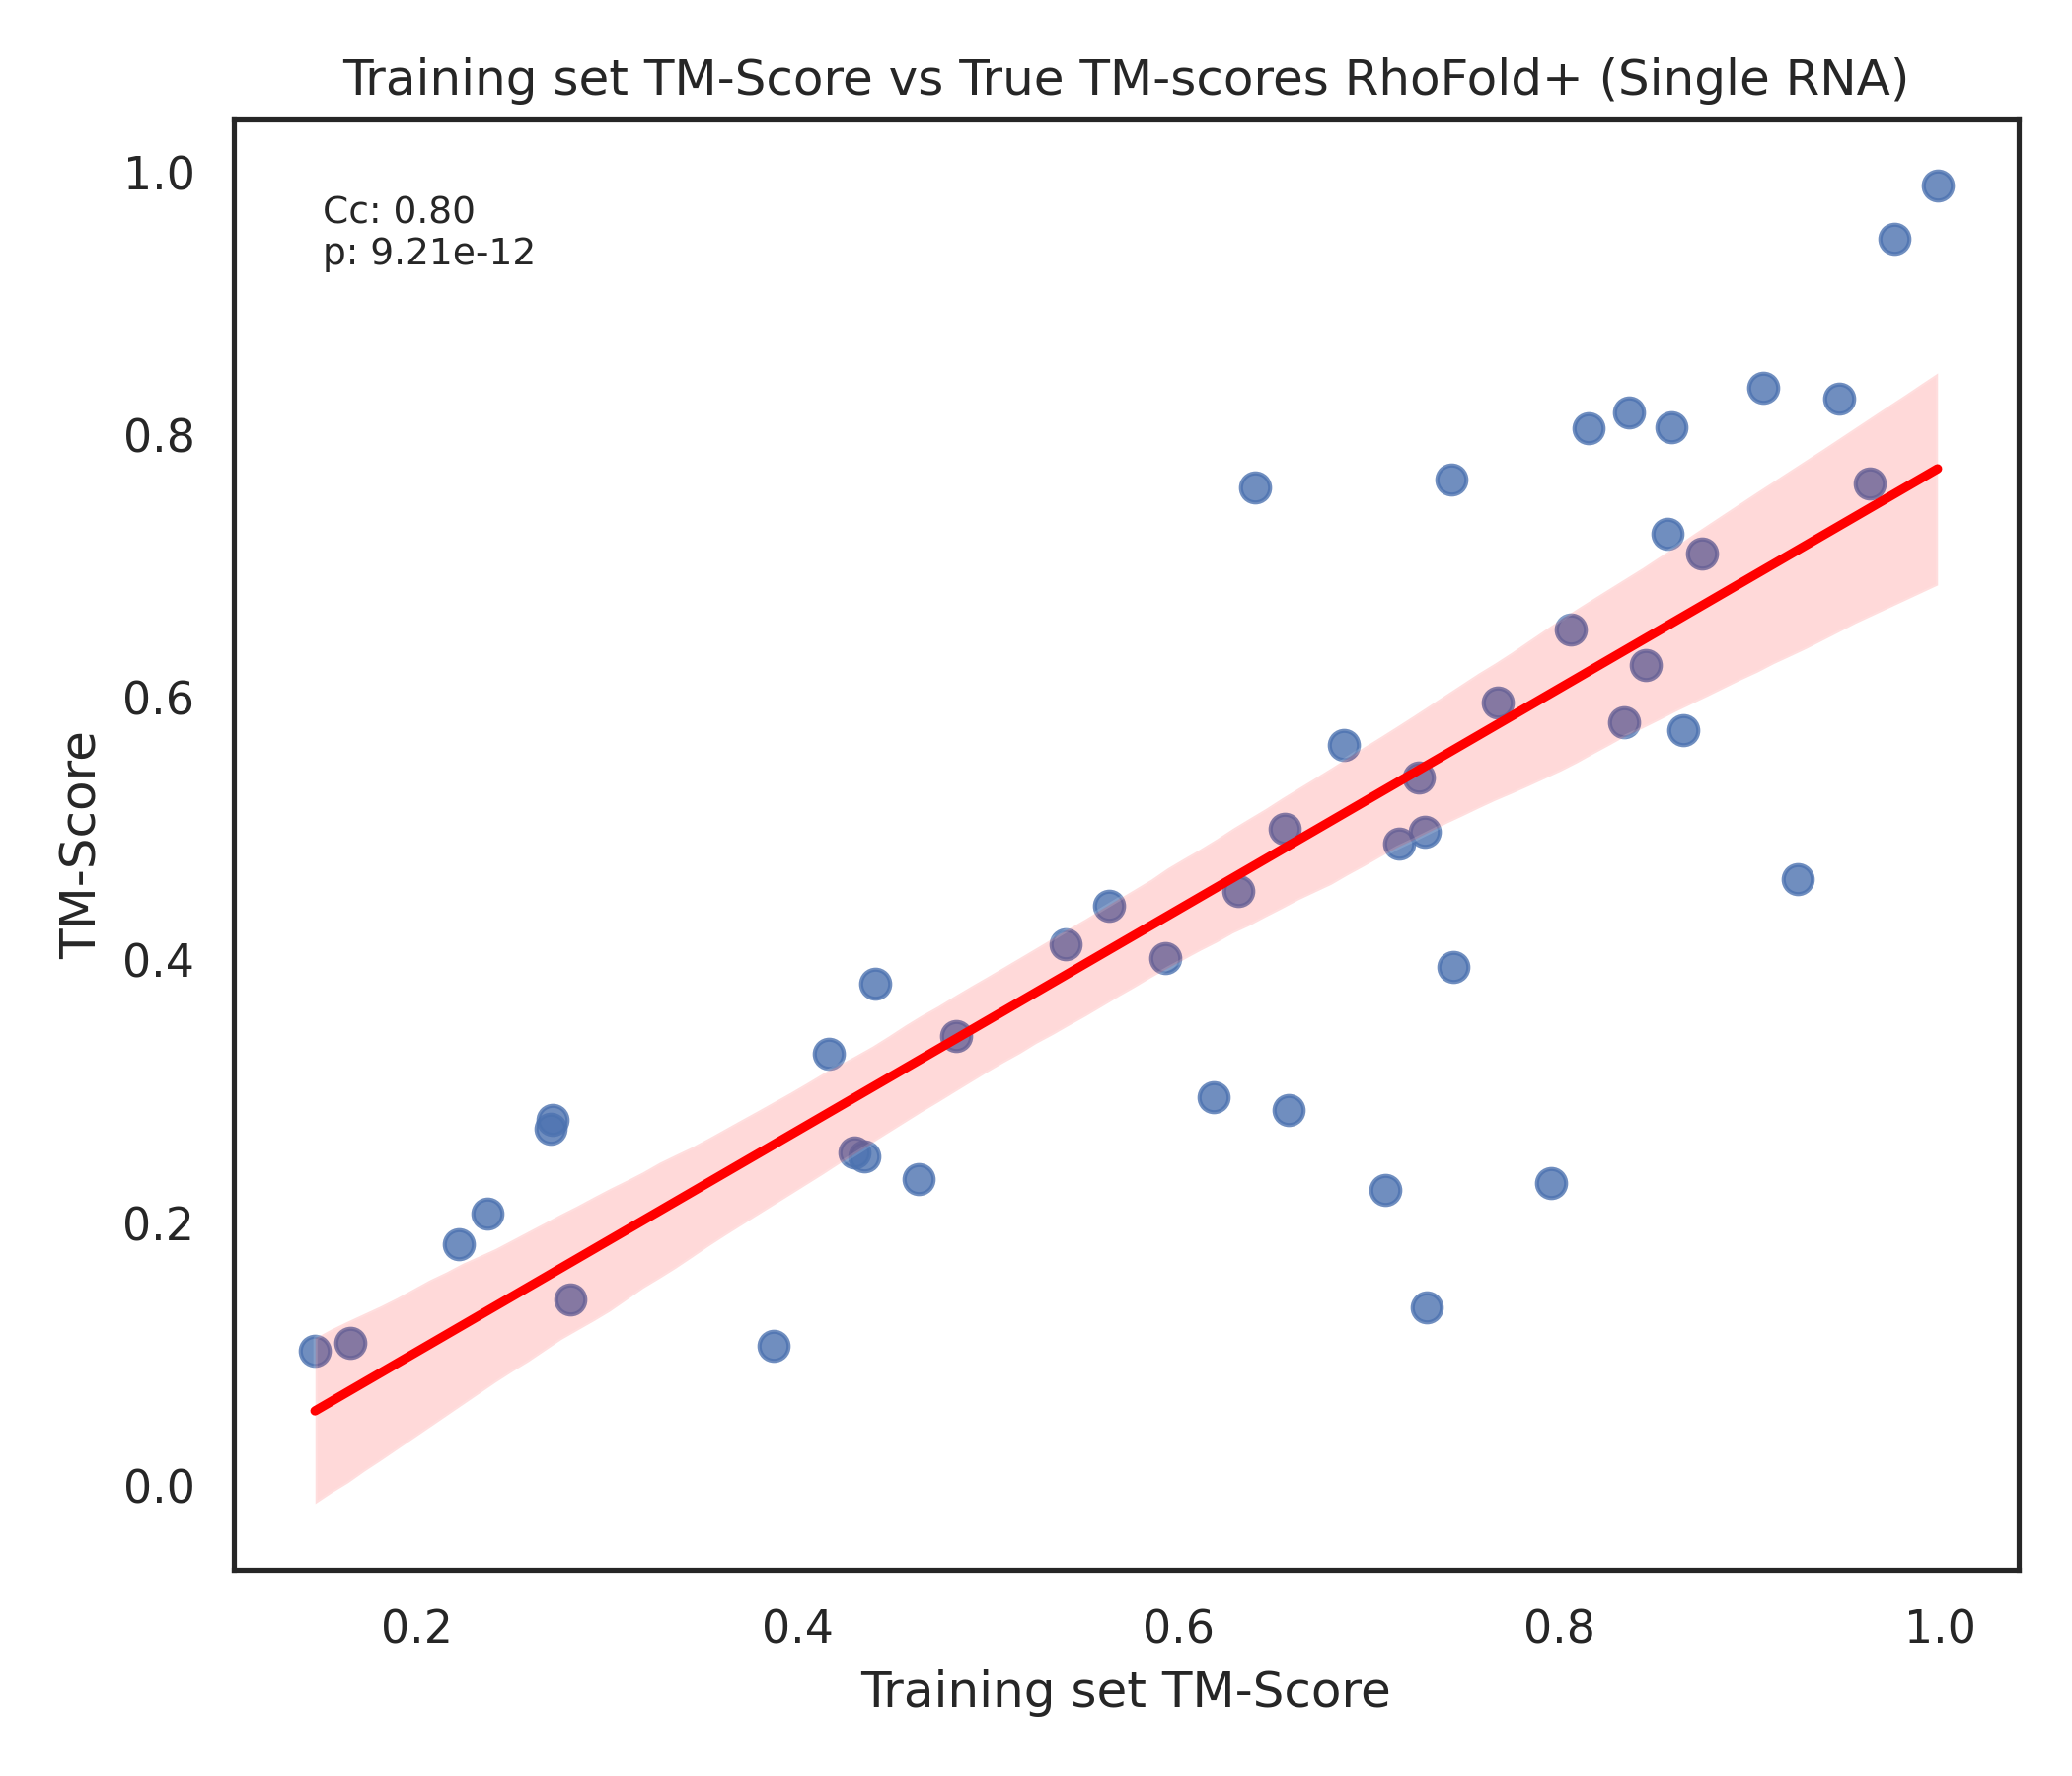 Training set TM-Score vs True TM-scores RhoFold+ (Single RNA)
Cc: 0.80
p: 9.21e-12
1.0
0.8
0.6
0.4
0.2
0.0
TM-Score
0.2 0.4 0.6 0.8 1.0
Training set TM-Score